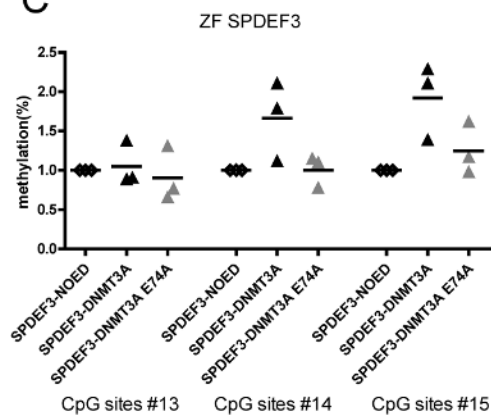 C
ZF SPDEF3
methylation(%)
2.5
2.0
1.5
1.0
0.5
0.0
SPDEF3-NOED
SPDEF3-DNMT3A
SPDEF3-DNMT3A E74A
SPDEF3-NOED
SPDEF3-DNMT3A
SPDEF3-DNMT3A E74A
SPDEF3-NOED
SPDEF3-DNMT3A
SPDEF3-DNMT3A E74A
CpG sites #13
CpG sites #14
CpG sites #15